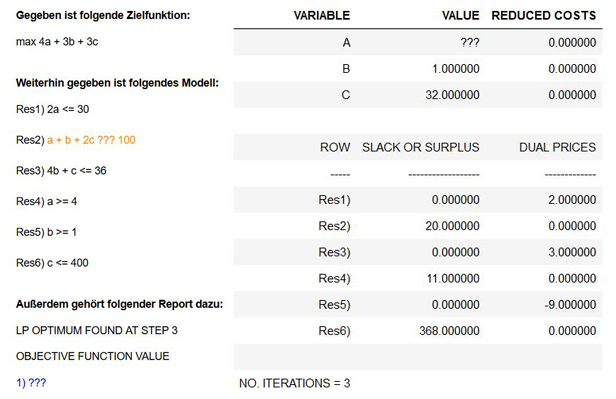 Gegeben ist folgende Zielfunktion:
max 4a + 3b + 3c
Weiterhin gegeben ist folgendes Modell:
Res1) 2a <= 30
Res2) a + b + 2c ??? 100
Res3) 4b + c <= 36
Res4) a >= 4
Res5) b >= 1
Res6) c <= 400
Außerdem gehört folgender Report dazu:
LP OPTIMUM FOUND AT STEP 3
OBJECTIVE FUNCTION VALUE
1) ???
VARIABLE VALUE REDUCED COSTS
A ??? 0.000000
B 1.000000 0.000000
C 32.000000 0.000000
ROW SLACK OR SURPLUS DUAL PRICES
----- ------------------ -------------
Res1) 0.000000 2.000000
Res2) 20.000000 0.000000
Res3) 0.000000 3.000000
Res4) 11.000000 0.000000
Res5) 0.000000 -9.000000
Res6) 368.000000 0.000000
NO. ITERATIONS = 3